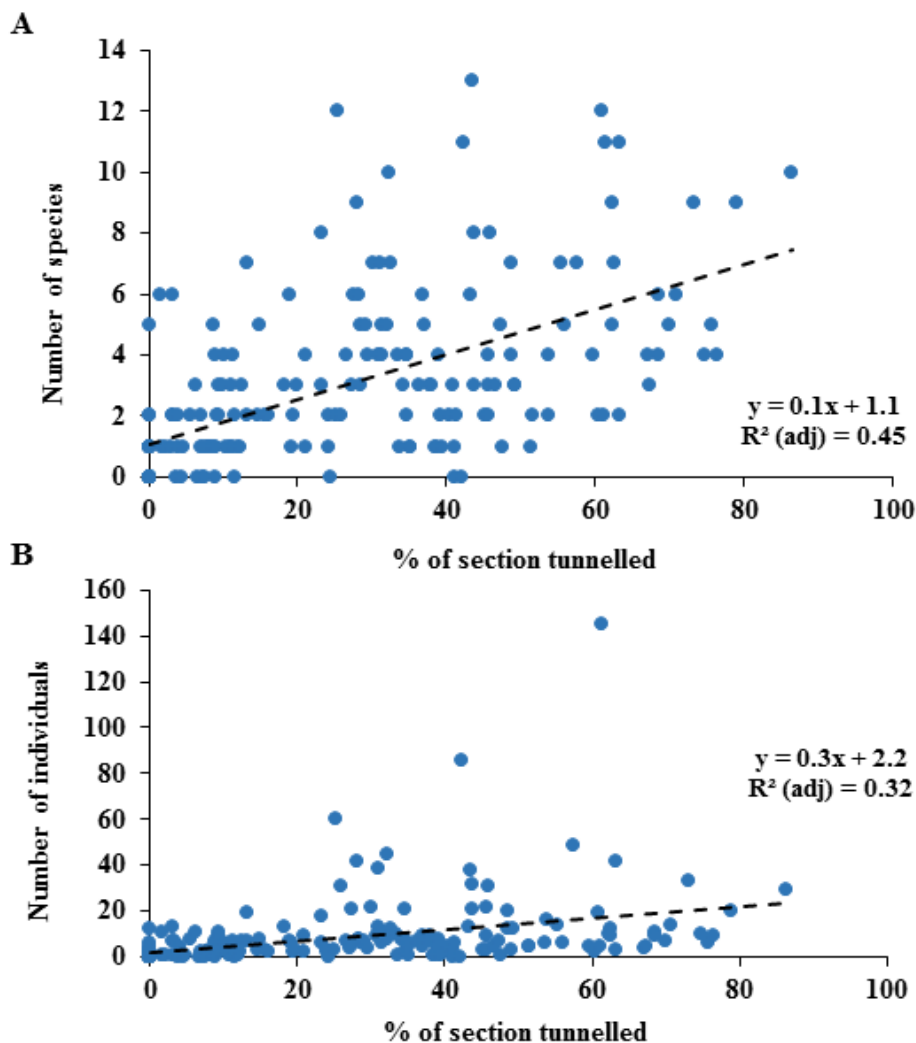 A
14
12
10
8
6
4
2
0
Number of species
y = 0.1x + 1.1
R² (adj) = 0.45
0 20 40 60 80 100
% of section tunnelled
B
160
140
120
100
80
60
40
20
0
Number of individuals
y = 0.3x + 2.2
R² (adj) = 0.32
0 20 40 60 80 100
% of section tunnelled